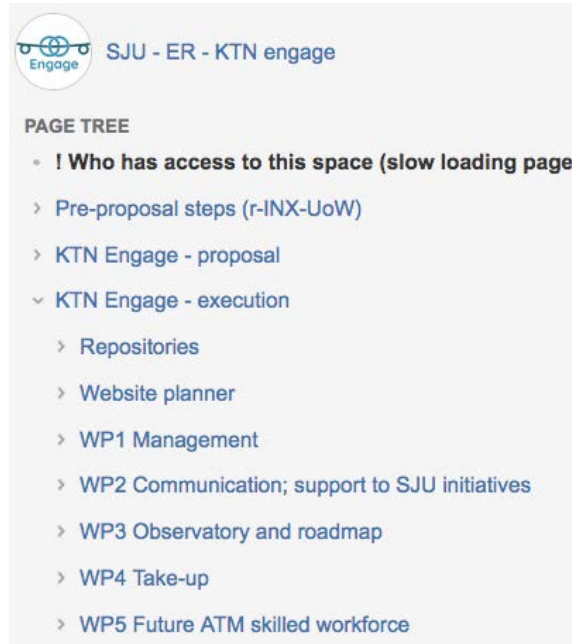 Engage
SJU - ER - KTN engage
PAGE TREE
! Who has access to this space (slow loading page
Pre-proposal steps (r-INX-UoW)
KTN Engage - proposal
KTN Engage - execution
Repositories
Website planner
WP1 Management
WP2 Communication; support to SJU initiatives
WP3 Observatory and roadmap
WP4 Take-up
WP5 Future ATM skilled workforce